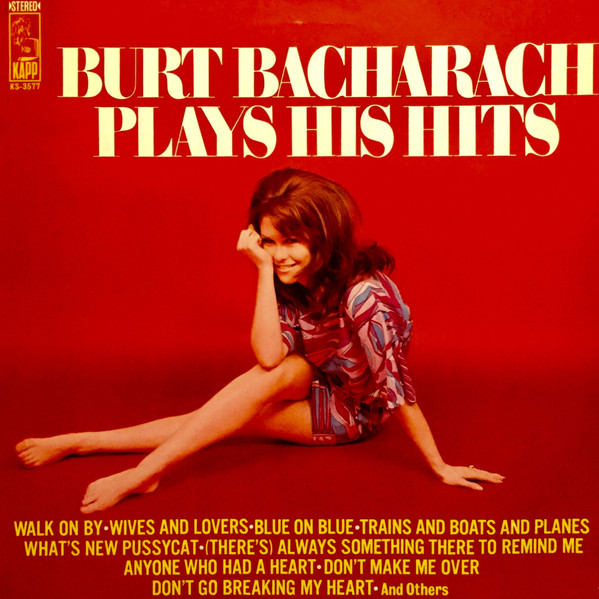 STEREO
KAPP
KS-3577
BURT BACHARACH
PLAYS HIS HITS
WALK ON BY•WIVES AND LOVERS•BLUE ON BLUE•TRAINS AND BOATS AND PLANES
WHAT'S NEW PUSSYCAT•(THERE'S) ALWAYS SOMETHING THERE TO REMIND ME
ANYONE WHO HAD A HEART•DON'T MAKE ME OVER
DON'T GO BREAKING MY HEART•And Others